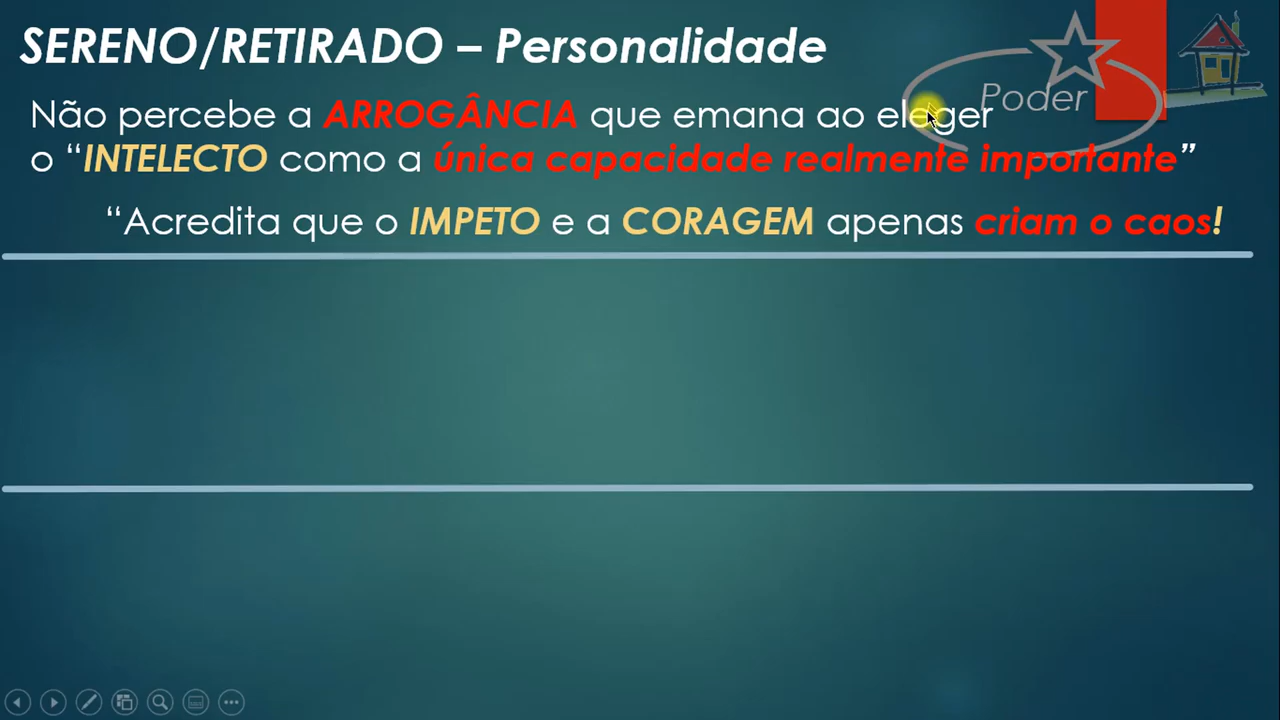 SERENO/RETIRADO – Personalidade
Poder
Não percebe a ARROGÂNCIA que emana ao eleger
o “INTELECTO como a única capacidade realmente importante”
“Acredita que o IMPETO e a CORAGEM apenas criam o caos!